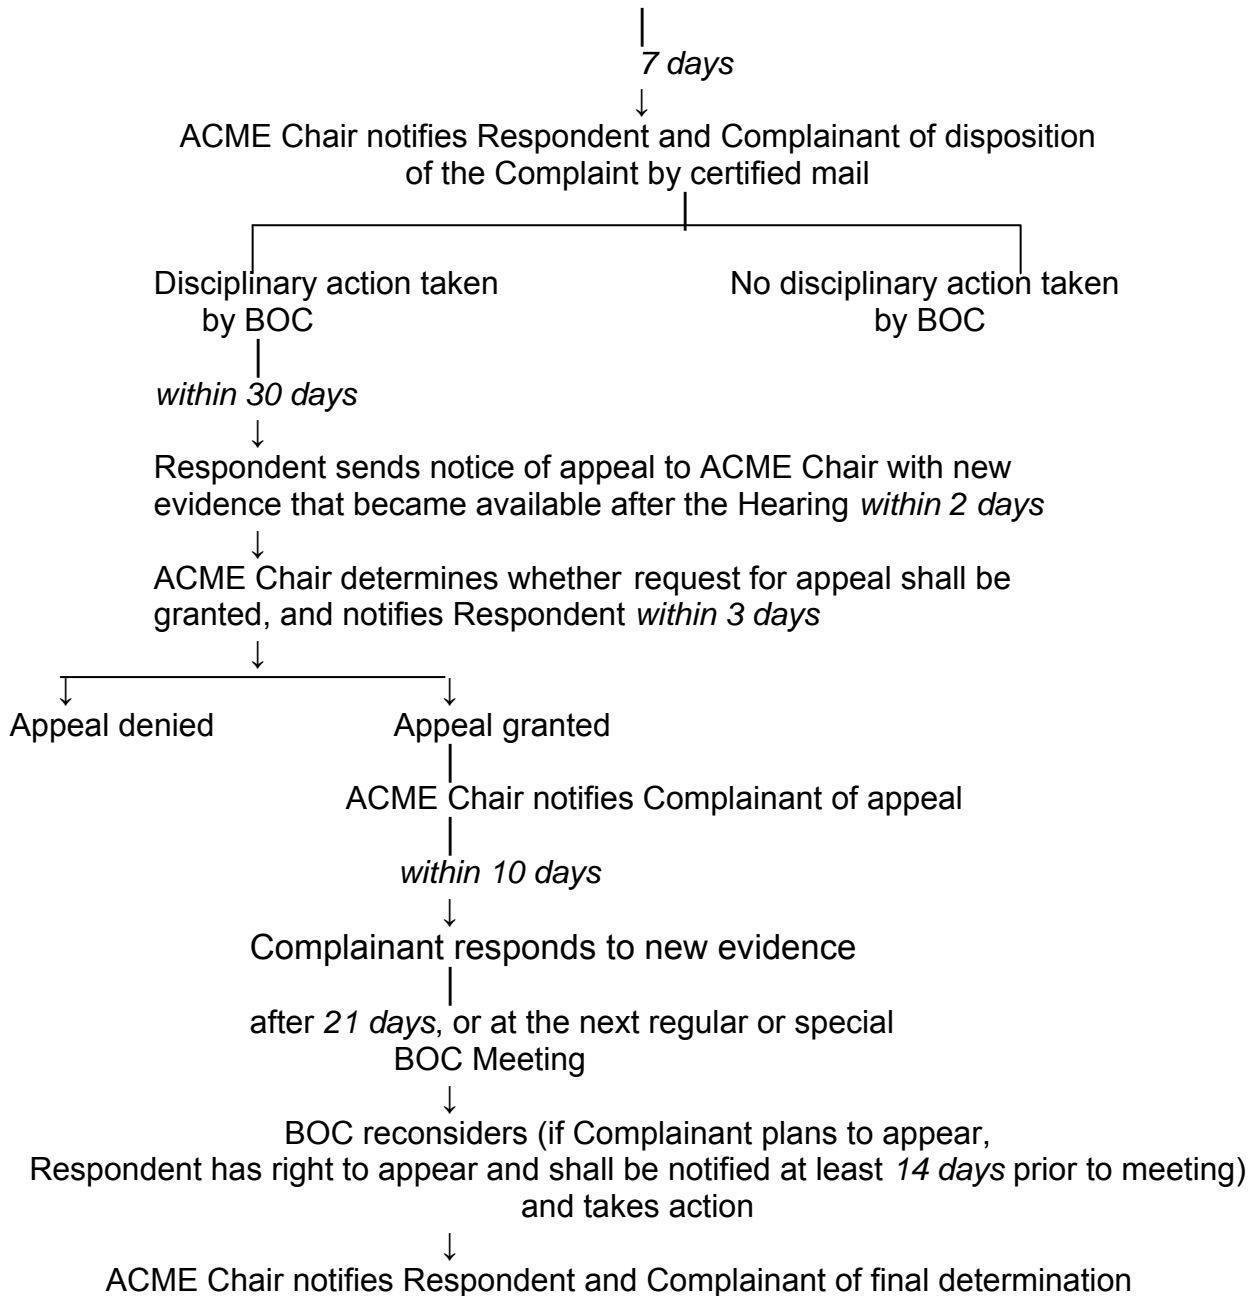 7 days
ACME Chair notifies Respondent and Complainant of disposition
of the Complaint by certified mail
Disciplinary action taken
by BOC
No disciplinary action taken
by BOC
within 30 days
Respondent sends notice of appeal to ACME Chair with new
evidence that became available after the Hearing within 2 days
ACME Chair determines whether request for appeal shall be
granted, and notifies Respondent within 3 days
Appeal denied
Appeal granted
ACME Chair notifies Complainant of appeal
within 10 days
Complainant responds to new evidence
after 21 days, or at the next regular or special
BOC Meeting
BOC reconsiders (if Complainant plans to appear,
Respondent has right to appear and shall be notified at least 14 days prior to meeting)
and takes action
ACME Chair notifies Respondent and Complainant of final determination